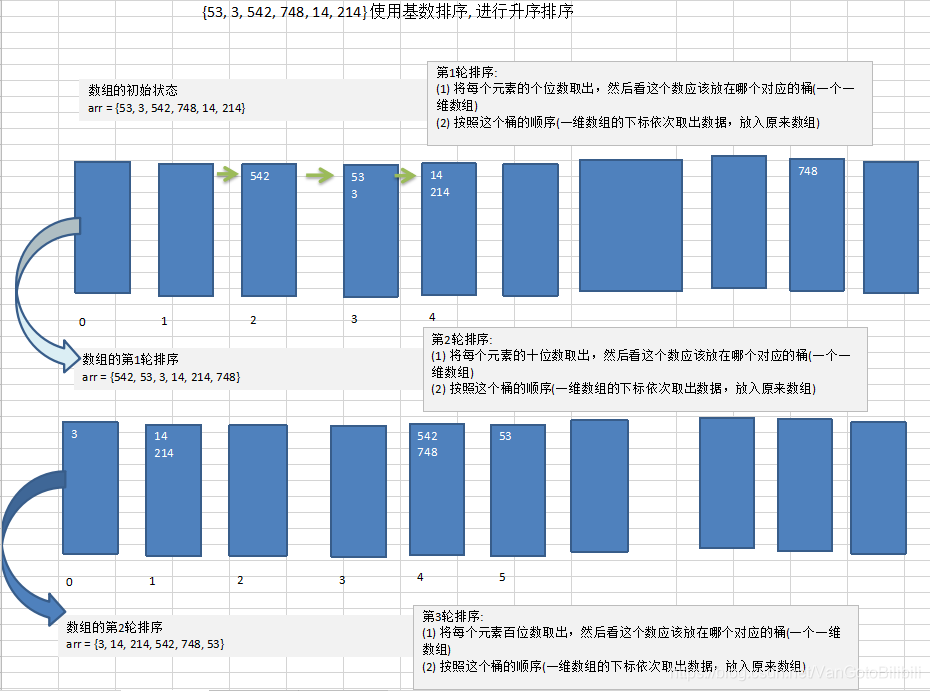 {53, 3, 542, 748, 14, 214} 使用基数排序, 进行升序排序
数组的初始状态
arr = {53, 3, 542, 748, 14, 214}
第1轮排序:
(1) 将每个元素的个位数取出，然后看这个数应该放在哪个对应的桶(一个一
维数组)
(2) 按照这个桶的顺序(一维数组的下标依次取出数据，放入原来数组)
542
53
3
14
214
748
0
1
2
3
4
数组的第1轮排序
arr = {542, 53, 3, 14, 214, 748}
第2轮排序:
(1) 将每个元素的十位数取出，然后看这个数应该放在哪个对应的桶(一个一
维数组)
(2) 按照这个桶的顺序(一维数组的下标依次取出数据，放入原来数组)
3
14
214
542
748
53
0
1
2
3
4
5
数组的第2轮排序
arr = {3, 14, 214, 542, 748, 53}
第3轮排序:
(1) 将每个元素百位数取出，然后看这个数应该放在哪个对应的桶(一个一维
数组)
(2) 按照这个桶的顺序(一维数组的下标依次取出数据，放入原来数组)
https://blog.csdn.net/VanGotoBilibili